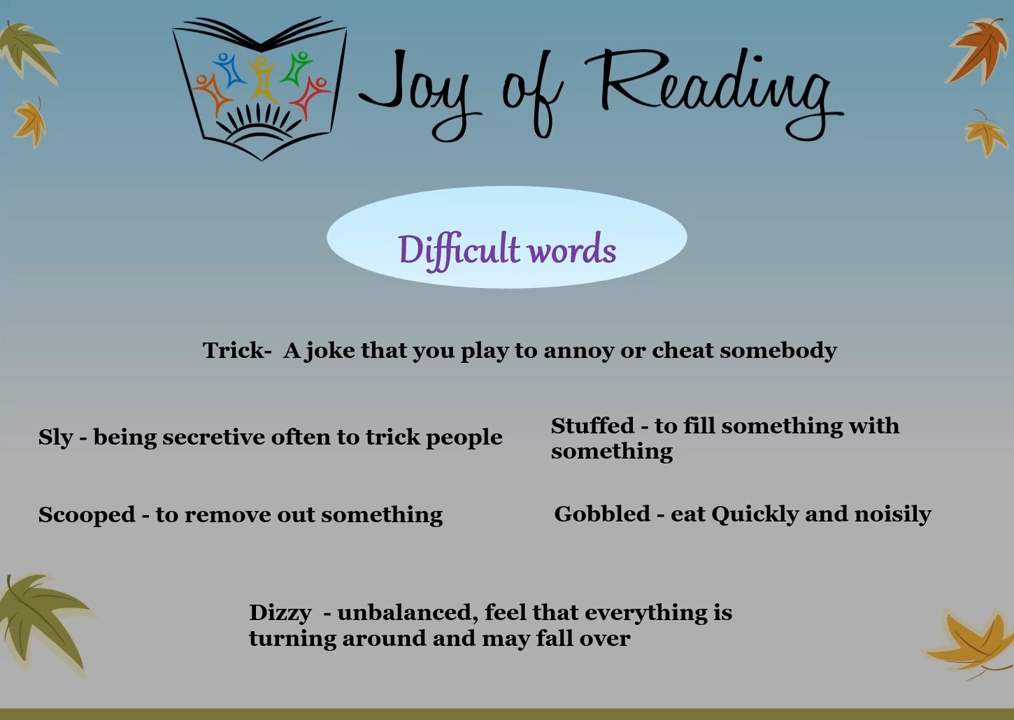 Joy of Reading
Difficult words
Trick-  A joke that you play to annoy or cheat somebody
Sly - being secretive often to trick people
Stuffed - to fill something with
something
Scooped - to remove out something
Gobbled - eat Quickly and noisily
Dizzy  - unbalanced, feel that everything is
turning around and may fall over